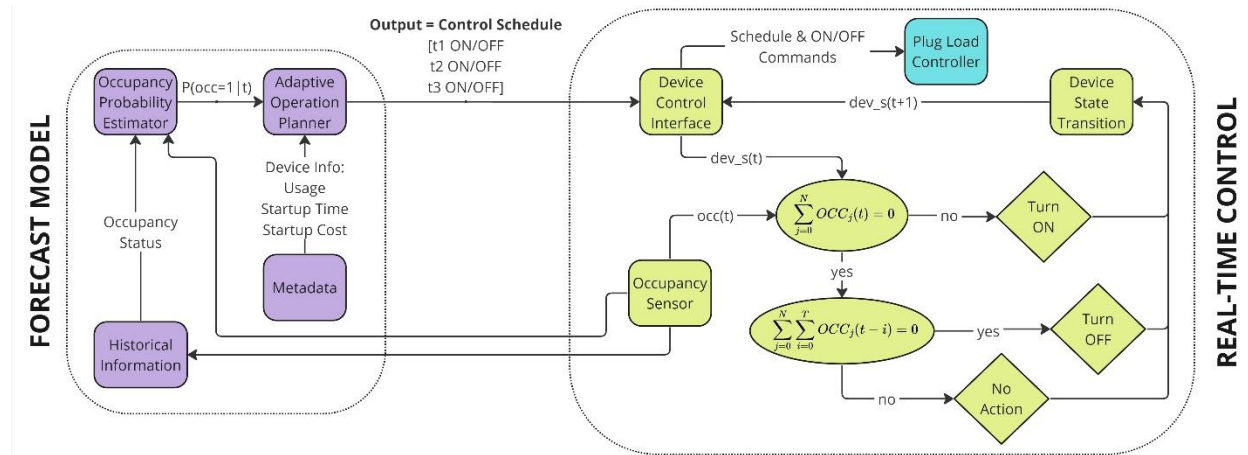 FORECAST MODEL
Occupancy
Probability
Estimator
P(occ=1|t)
Adaptive
Operation
Planner
Device Info:
Usage
Startup Time
Startup Cost
Metadata
Occupancy
Status
Historical
Information
Output = Control Schedule
[t1 ON/OFF
t2 ON/OFF
t3 ON/OFF]
Device
Control
Interface
Schedule & ON/OFF
Commands
Plug Load
Controller
Device
State
Transition
dev_s(t+1)
dev_s(t)
occ(t)
Occupancy
Sensor
∑_{j=0}^{N} OCC_j(t) = 0
no
Turn
ON
yes
∑_{j=0}^{N} ∑_{i=0}^{T} OCC_j(t − i) = 0
yes
Turn
OFF
no
No
Action
REAL-TIME CONTROL